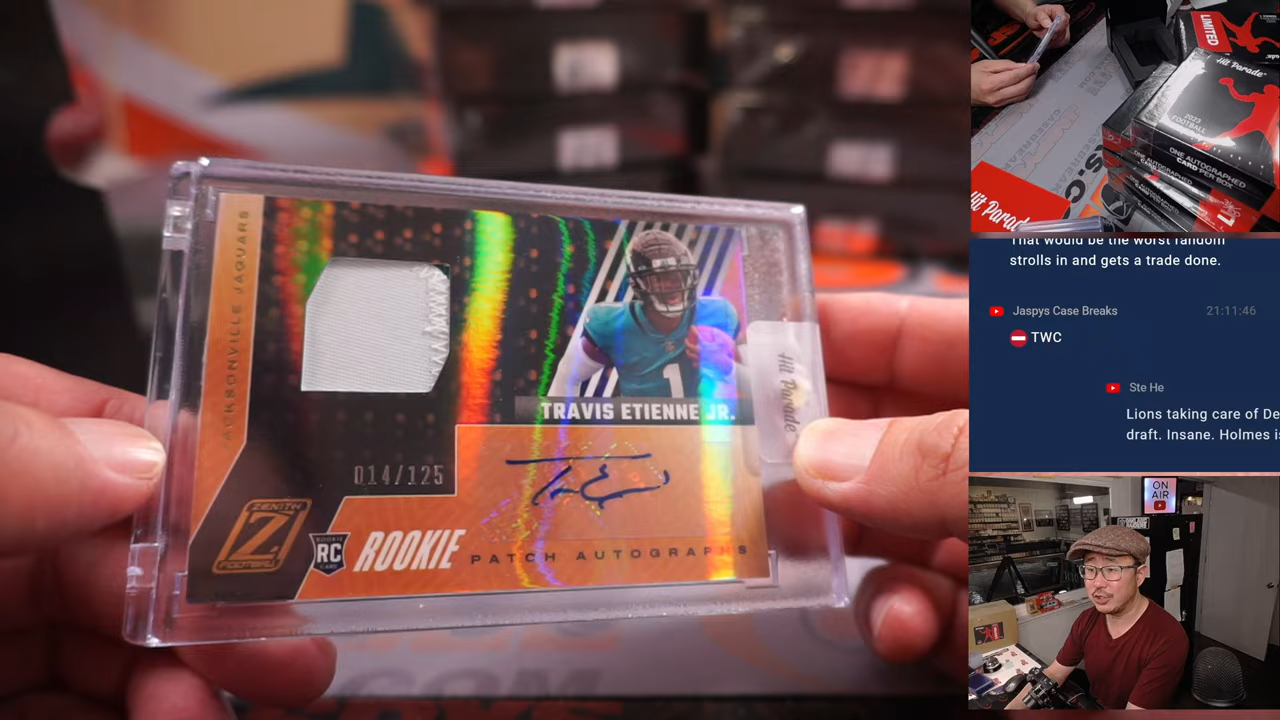 JACKSONVILLE JAGUARS
TRAVIS ETIENNE JR.
014/125
ZENITH
Z
FOOTBALL
ROOKIE
RC
CARD
ROOKIE
PATCH AUTOGRAPHS
Hit Parade
LIMITED
Hit Parade
2023
FOOTBALL
ONE AUTOGRAPHED
CARD PER BOX
Hit Parade
That would be the worst random
strolls in and gets a trade done.
Jaspys Case Breaks
21:11:46
TWC
Ste He
Lions taking care of De
draft. Insane. Holmes i
ON
AIR